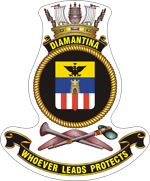 DIAMANTINA
WHOEVER LEADS PROTECTS